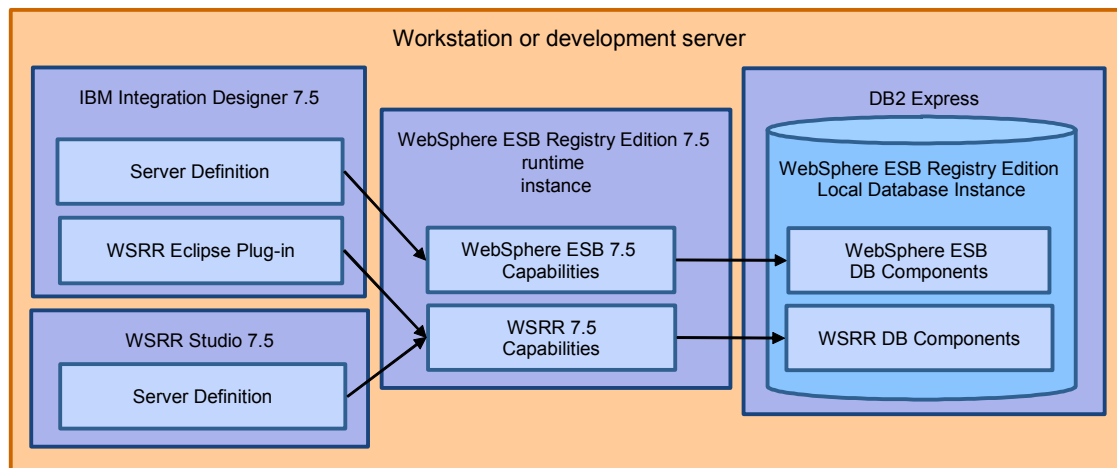 Workstation or development server
IBM Integration Designer 7.5
Server Definition
WSRR Eclipse Plug-in
WSRR Studio 7.5
Server Definition
WebSphere ESB Registry Edition 7.5
runtime
instance
WebSphere ESB 7.5
Capabilities
WSRR 7.5
Capabilities
DB2 Express
WebSphere ESB Registry Edition
Local Database Instance
WebSphere ESB
DB Components
WSRR DB Components